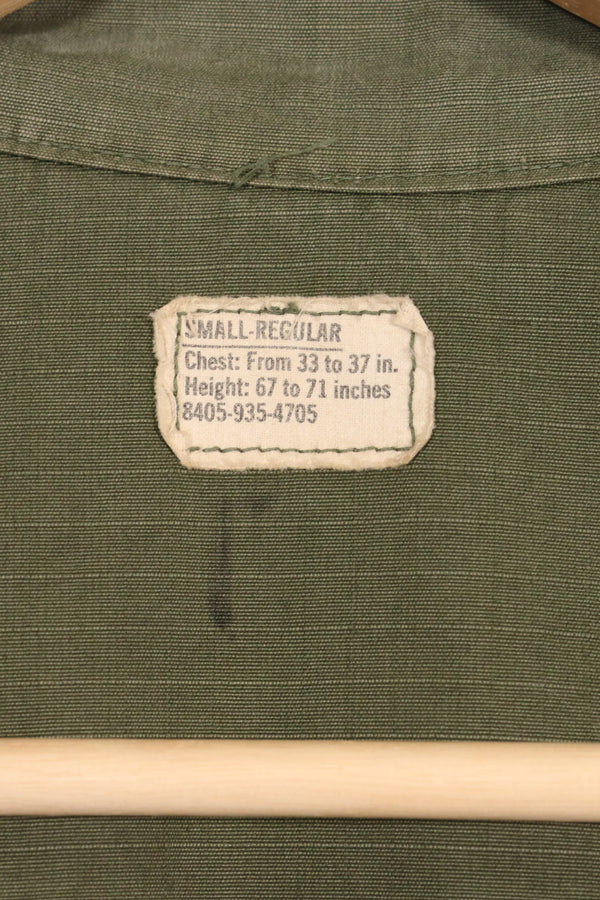 SMALL-REGULAR
Chest: From 33 to 37 in.
Height: 67 to 71 inches
8405-935-4705